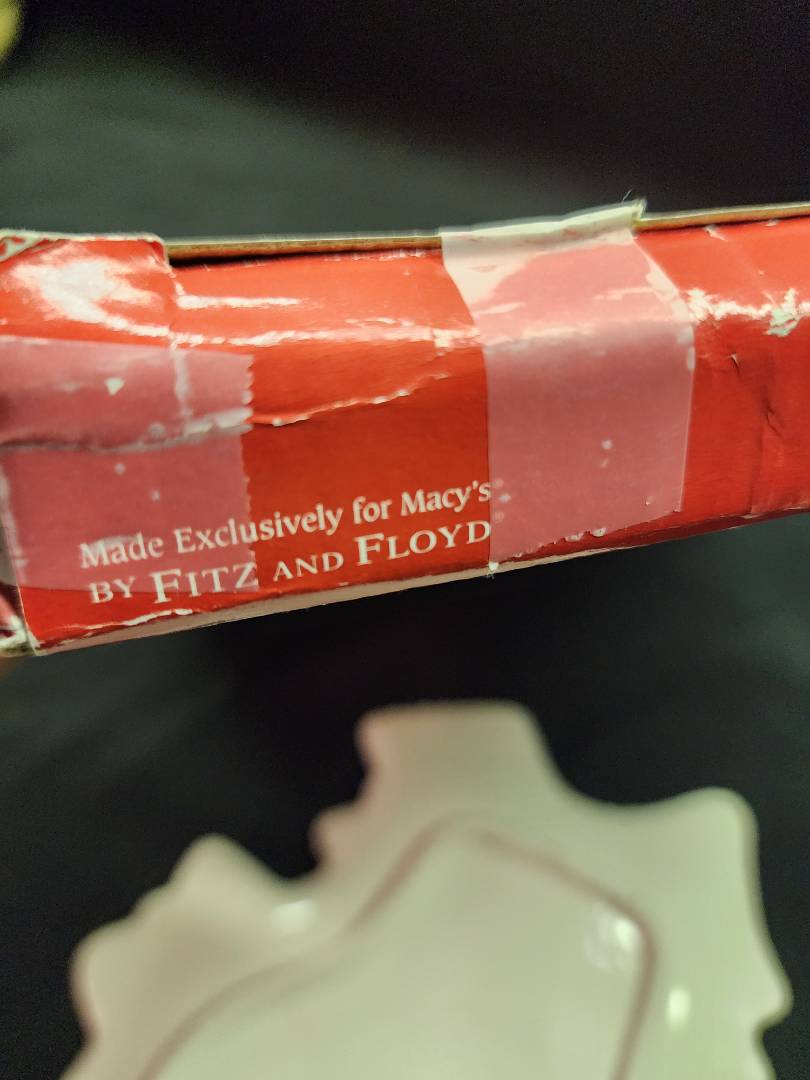 Made Exclusively for Macy's
BY FITZ AND FLOYD